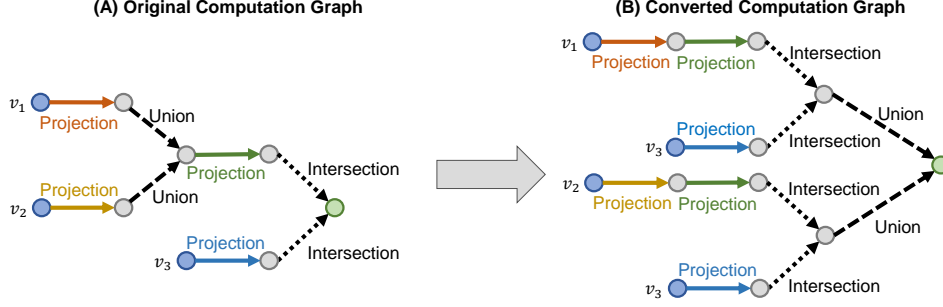 (A) Original Computation Graph
v₁
Projection
Union
Projection
v₂
Projection
Union
Intersection
Projection
v₃
Intersection
(B) Converted Computation Graph
v₁
Projection
Projection
Intersection
Projection
v₃
Intersection
Union
v₂
Projection
Projection
Intersection
Union
Projection
v₃
Intersection